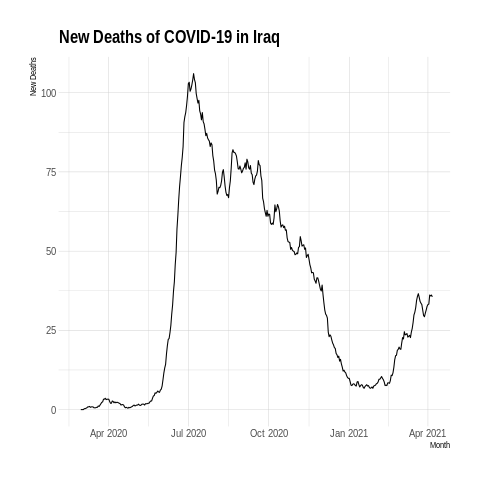 New Deaths of COVID-19 in Iraq
New Deaths
100
75
50
25
0
Apr 2020 Jul 2020 Oct 2020 Jan 2021 Apr 2021
Month